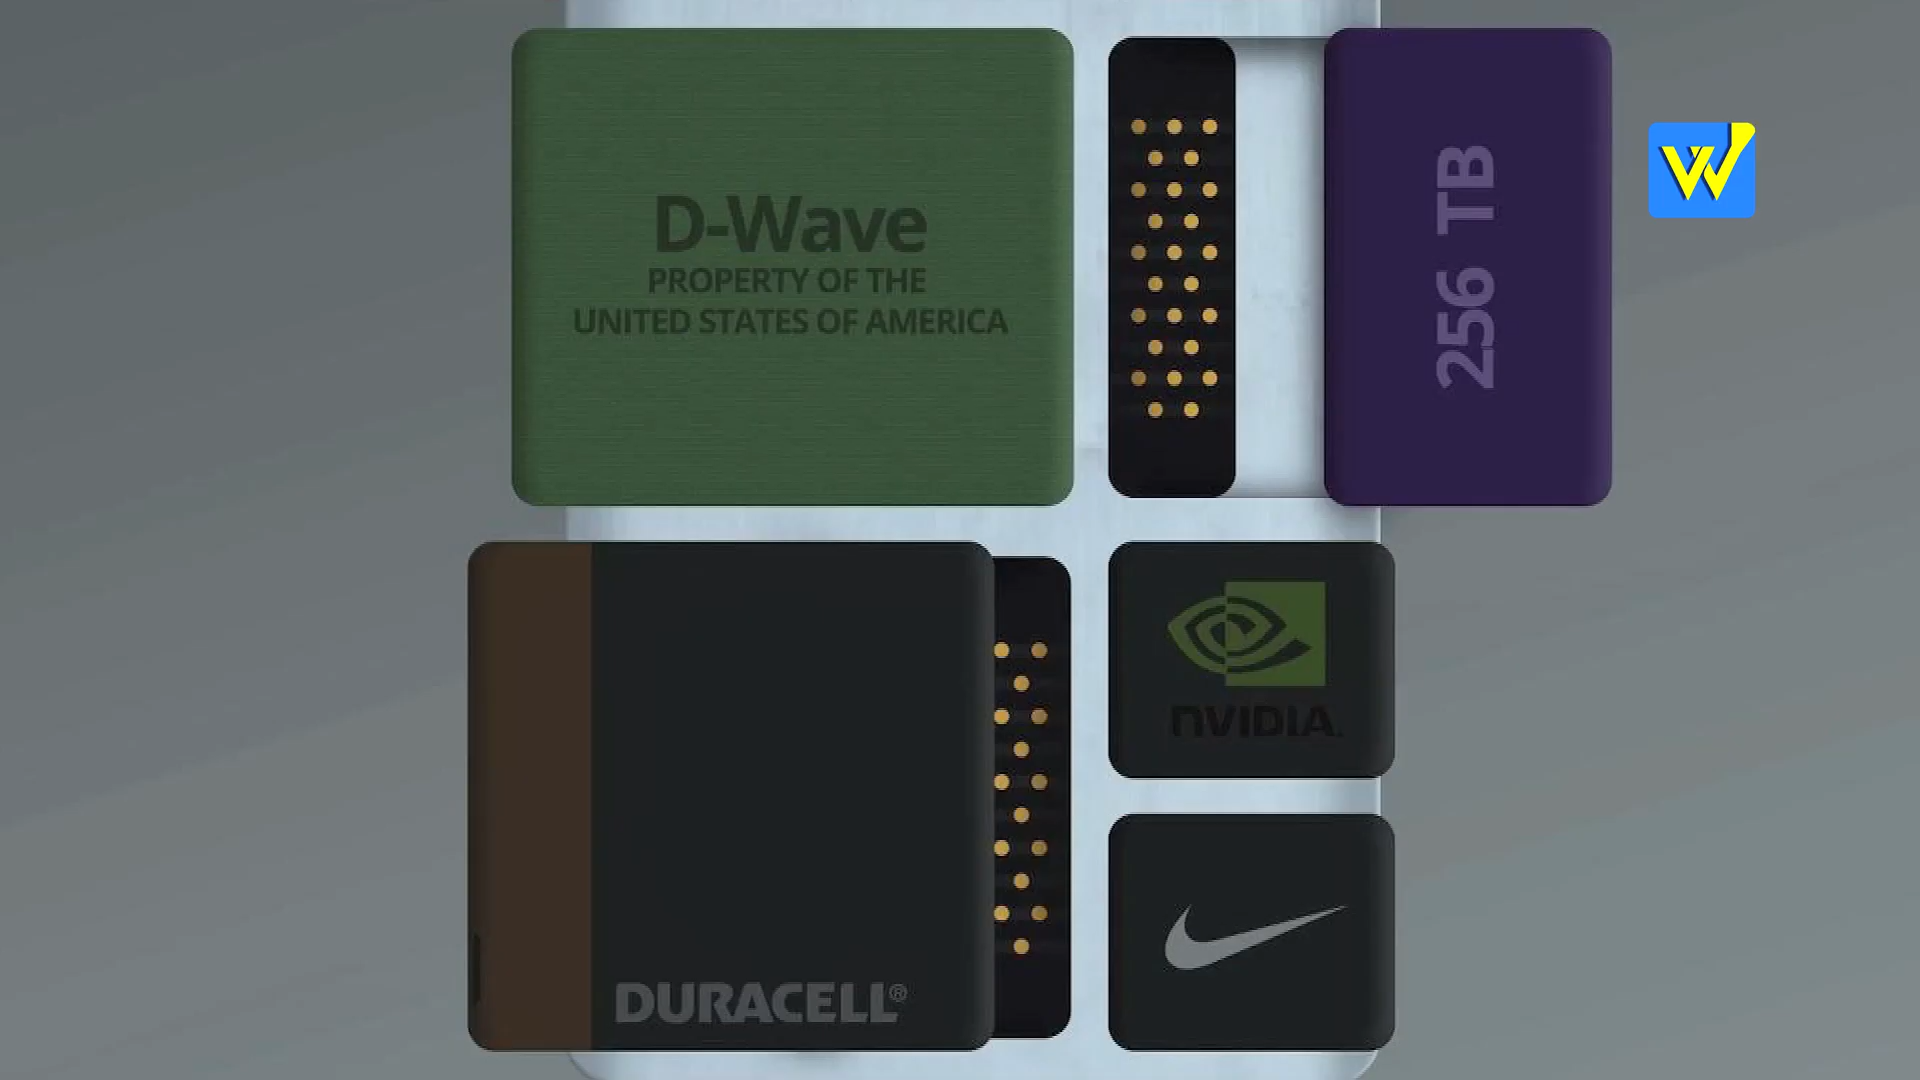 D-Wave
PROPERTY OF THE
UNITED STATES OF AMERICA
256 TB
W
DURACELL®
NVIDIA.